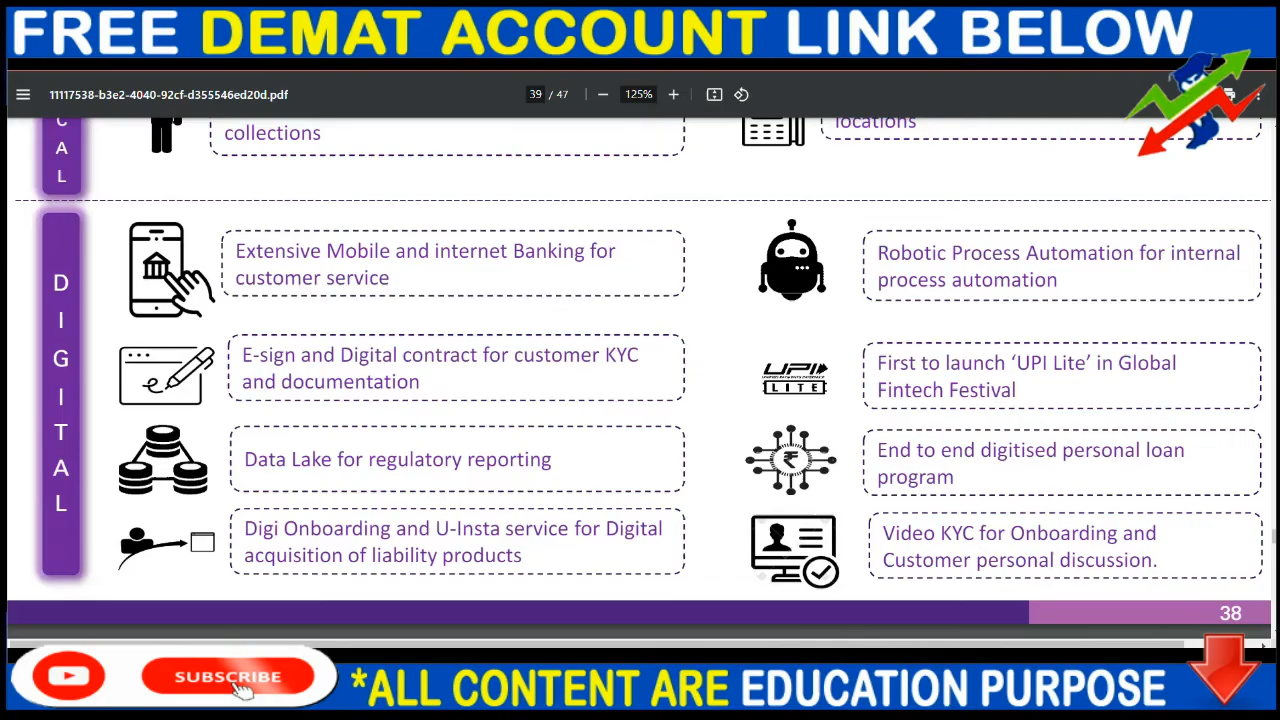 FREE DEMAT ACCOUNT LINK BELOW
11117538-b3e2-4040-92cf-d355546ed20d.pdf
39 / 47
125%
C
A
L
collections
locations
D
I
G
I
T
A
L
Extensive Mobile and internet Banking for
customer service
Robotic Process Automation for internal
process automation
E-sign and Digital contract for customer KYC
and documentation
UPI
LITE
First to launch ‘UPI Lite’ in Global
Fintech Festival
Data Lake for regulatory reporting
End to end digitised personal loan
program
Digi Onboarding and U-Insta service for Digital
acquisition of liability products
Video KYC for Onboarding and
Customer personal discussion.
38
SUBSCRIBE
*ALL CONTENT ARE EDUCATION PURPOSE